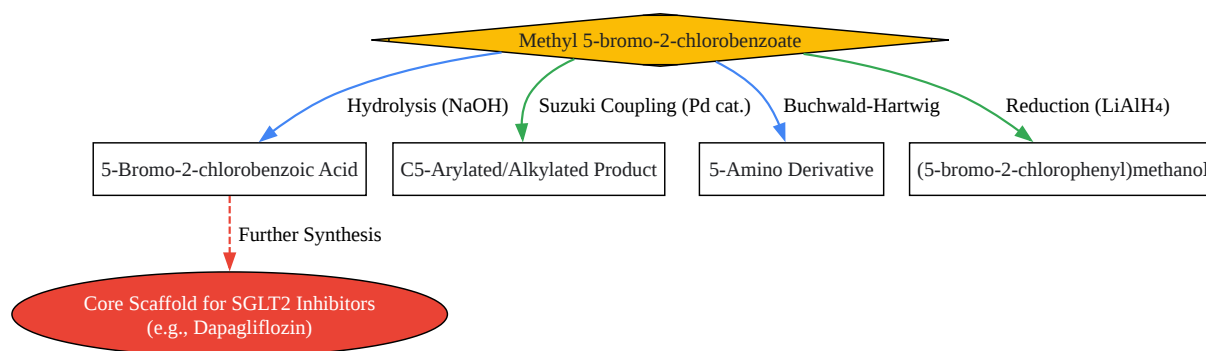 Methyl 5-bromo-2-chlorobenzoate
Hydrolysis (NaOH)
Suzuki Coupling (Pd cat.)
Buchwald-Hartwig
Reduction (LiAlH₄)
5-Bromo-2-chlorobenzoic Acid
C5-Arylated/Alkylated Product
5-Amino Derivative
(5-bromo-2-chlorophenyl)methanol
Further Synthesis
Core Scaffold for SGLT2 Inhibitors
(e.g., Dapagliflozin)